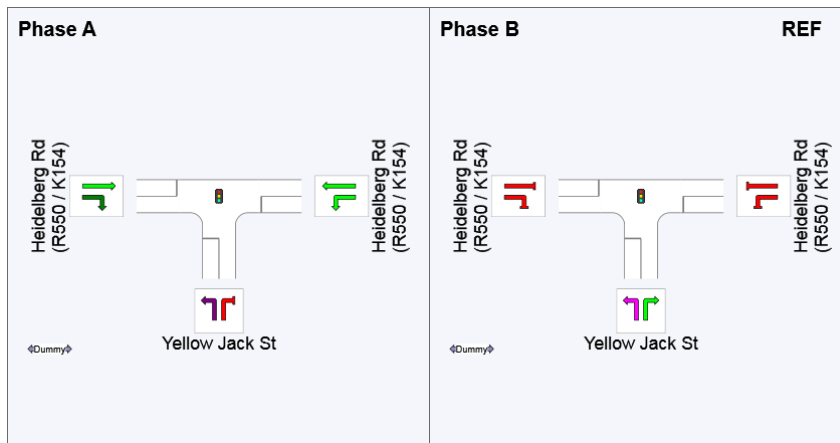 Phase A
Heidelberg Rd
(R550 / K154)
Heidelberg Rd
(R550 / K154)
Yellow Jack St
Dummy
Phase B
REF
Heidelberg Rd
(R550 / K154)
Heidelberg Rd
(R550 / K154)
Yellow Jack St
Dummy